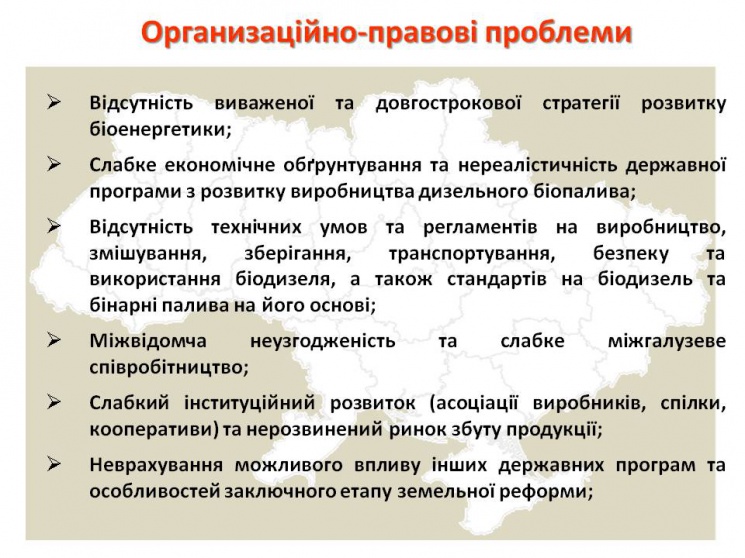 Організаційно-правові проблеми
➢ Відсутність виваженої та довгострокової стратегії розвитку
біоенергетики;
➢ Слабке економічне обґрунтування та нереалістичність державної
програми з розвитку виробництва дизельного біопалива;
➢ Відсутність технічних умов та регламентів на виробництво,
змішування, зберігання, транспортування, безпеку та
використання біодизеля, а також стандартів на біодизель та
бінарні палива на його основі;
➢ Міжвідомча неузгодженість та слабке міжгалузеве
співробітництво;
➢ Слабкий інституційний розвиток (асоціації виробників, спілки,
кооперативи) та нерозвинений ринок збуту продукції;
➢ Неврахування можливого впливу інших державних програм та
особливостей заключного етапу земельної реформи;